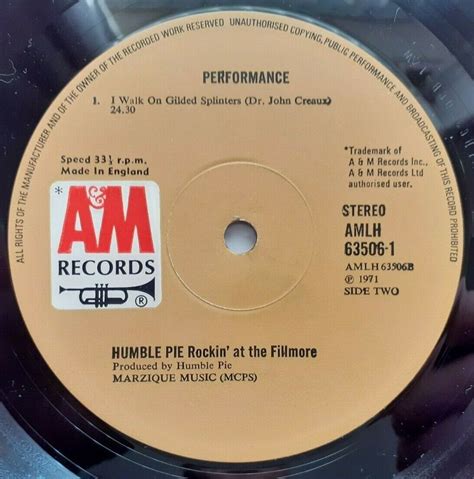 ALL RIGHTS OF THE MANUFACTURER AND OF THE OWNER OF THE RECORDED WORK RESERVED UNAUTHORISED COPYING, PUBLIC PERFORMANCE AND BROADCASTING OF THIS RECORD PROHIBITED
PERFORMANCE
1. I Walk On Gilded Splinters (Dr. John Creaux)
24.30
Speed 33⅓ r.p.m.
Made in England
*Trademark of
A & M Records Inc.,
A & M Records Ltd
authorised user.
*
A&M
RECORDS
®
STEREO
AMLH
63506-1
AMLH 63506B
℗ 1971
SIDE TWO
HUMBLE PIE Rockin' at the Fillmore
Produced by Humble Pie
MARZIQUE MUSIC (MCPS)